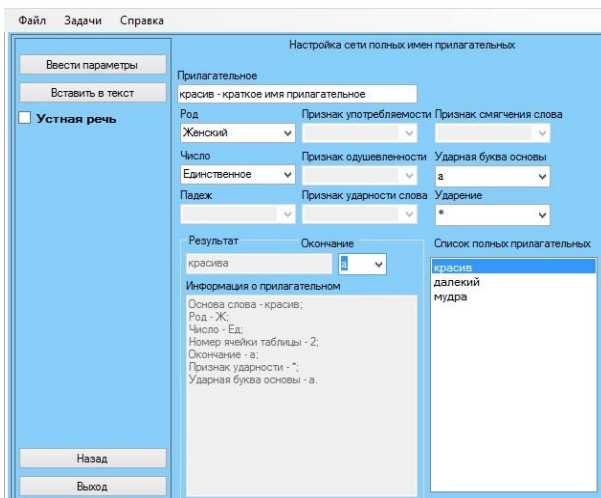 Файл Задачи Справка
Настройка сети полных имен прилагательных
Ввести параметры
Вставить в текст
Устная речь
Прилагательное
красив - краткое имя прилагательное
Род Признак употребляемости Признак смягчения слова
Женский
Число Признак одушевленности Ударная буква основы
Единственное а
Падеж Признак ударности слова Ударение
*
Результат Окончание Список полных прилагательных
красива а
красив
далекий
мудра
Информация о прилагательном
Основа слова - красив;
Род - Ж;
Число - Ед;
Номер ячейки таблицы - 2;
Окончание - а;
Признак ударности - *;
Ударная буква основы - а.
Назад
Выход